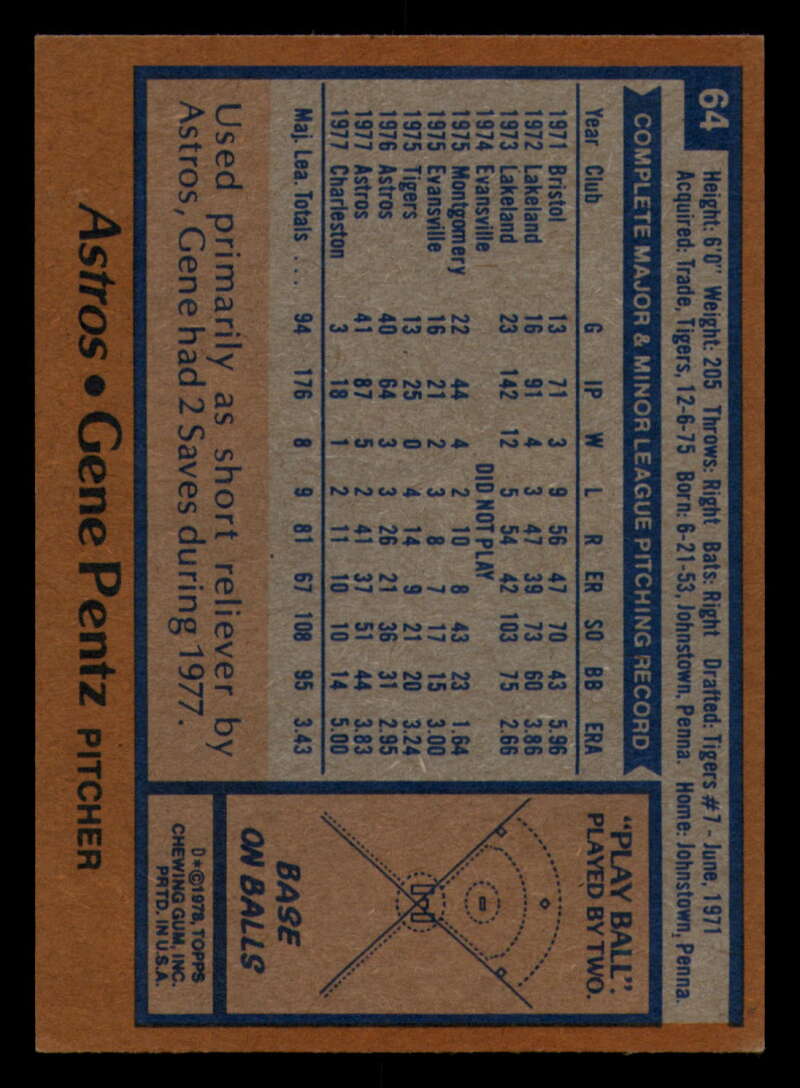 64
Height: 6'0" Weight: 205 Throws: Right Bats: Right Drafted: Tigers #7 - June, 1971
Acquired: Trade, Tigers, 12-6-75 Born: 6-21-53, Johnstown, Penna. Home: Johnstown, Penna.
COMPLETE MAJOR & MINOR LEAGUE PITCHING RECORD
Year Club G IP W L R ER SO BB ERA
1971 Bristol 13 71 3 9 56 47 70 43 5.96
1972 Lakeland 16 91 4 3 47 39 73 60 3.86
1973 Lakeland 23 142 12 5 54 42 103 75 2.66
1974 Evansville DID NOT PLAY
1975 Montgomery 22 44 4 2 10 8 43 23 1.64
1975 Evansville 16 21 2 3 8 7 17 15 3.00
1975 Tigers 13 25 0 4 14 9 21 20 3.24
1976 Astros 40 64 3 3 26 21 36 31 2.95
1977 Astros 41 87 5 2 41 37 51 44 3.83
1977 Charleston 3 18 1 2 11 10 10 14 5.00
Maj. Lea. Totals .... 94 176 8 9 81 67 108 95 3.43
Used primarily as short reliever by
Astros, Gene had 2 Saves during 1977.
"PLAY BALL".
PLAYED BY TWO.
BASE
ON BALLS
D*©1978, TOPPS
CHEWING GUM, INC.
PRTD. IN U.S.A.
Astros • Gene Pentz PITCHER